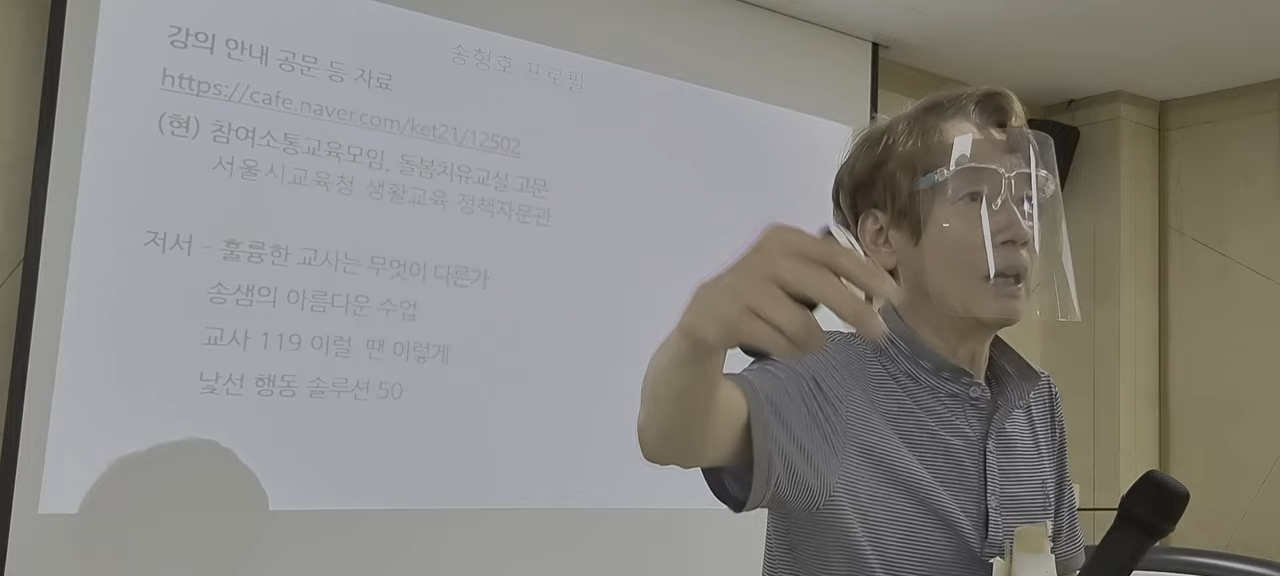 송형호 프로필
강의 안내 공문 등 자료
https://cafe.naver.com/ket21/12502
(현) 참여소통교육모임, 돌봄치유교실 고문
서울시교육청 생활교육 정책자문관
저서 - 훌륭한 교사는 무엇이 다른가
송샘의 아름다운 수업
교사 119 이럴 땐 이렇게
낯선 행동 솔루션 50